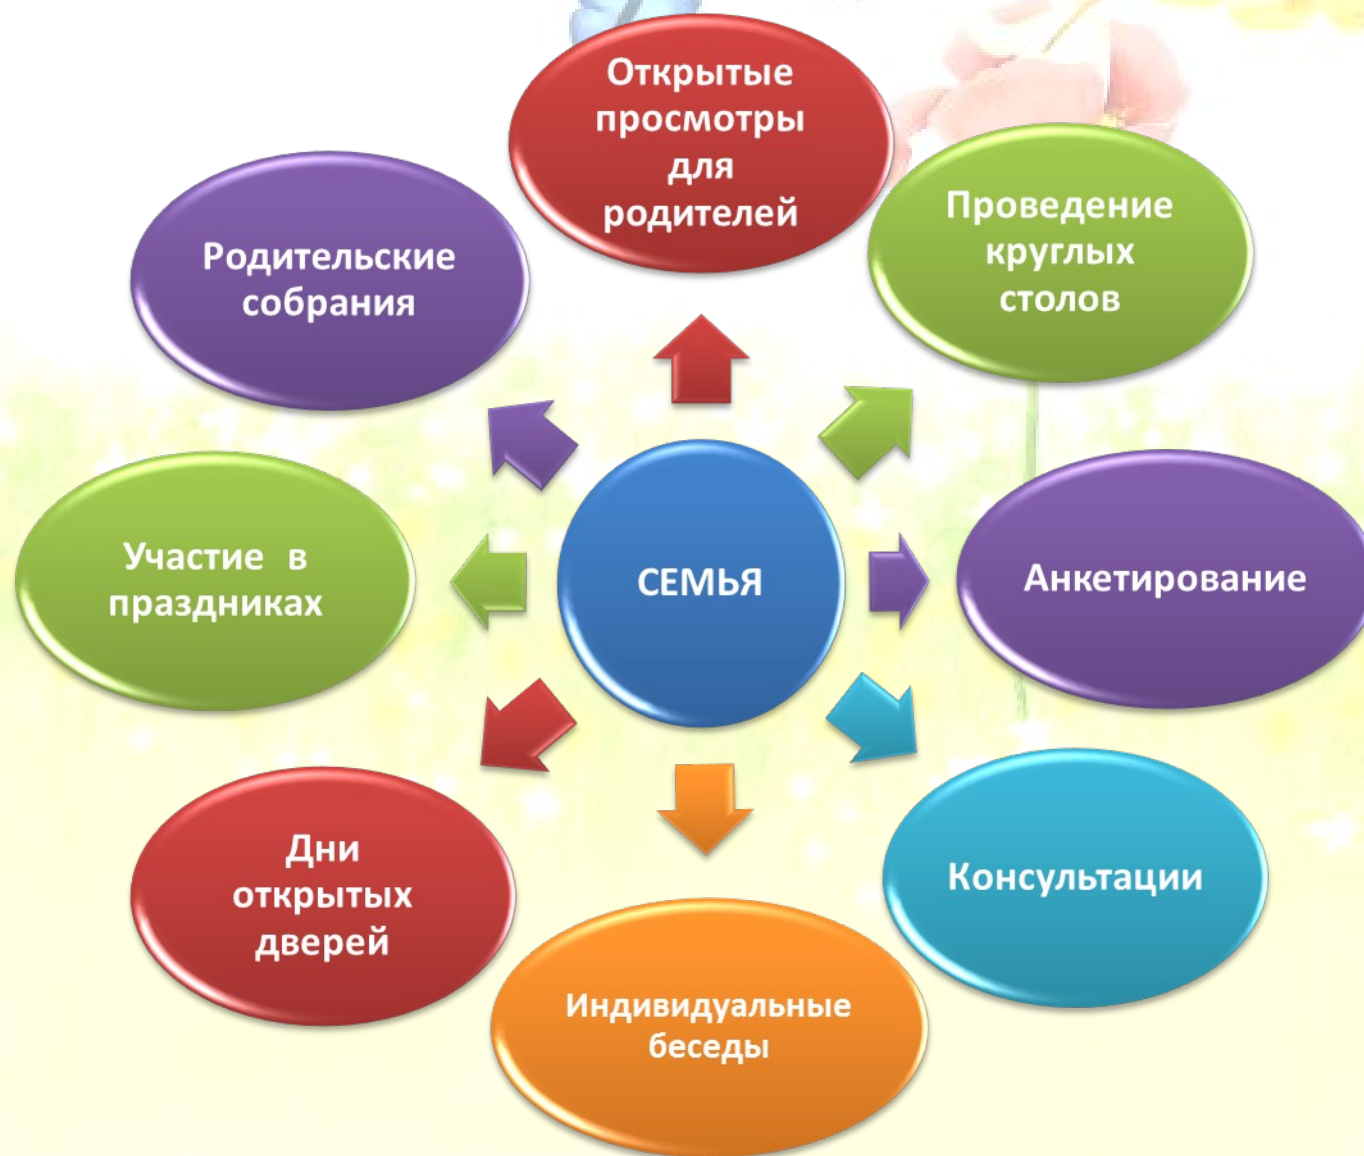 Открытые
просмотры
для
родителей
Проведение
круглых
столов
Родительские
собрания
Участие в
праздниках
СЕМЬЯ
Анкетирование
Дни
открытых
дверей
Консультации
Индивидуальные
беседы